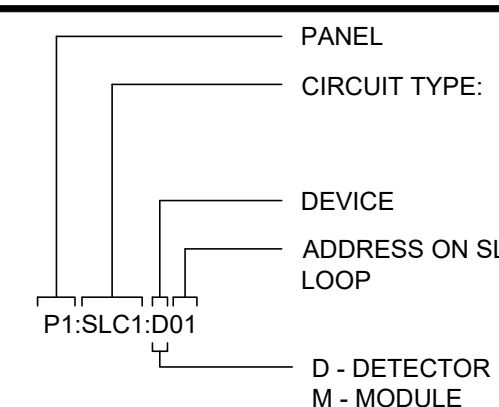 PANEL
CIRCUIT TYPE:
DEVICE
ADDRESS ON SL
LOOP
P1:SLC1:D01
D - DETECTOR
M - MODULE